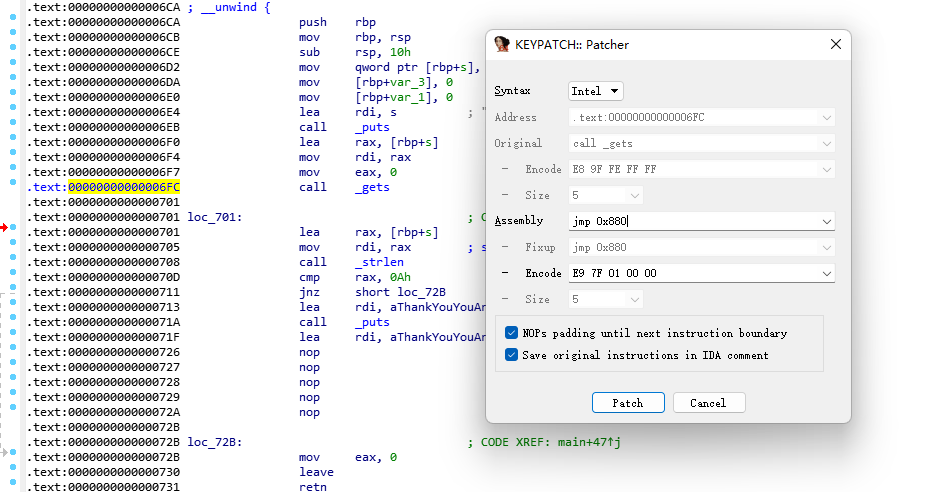 .text:00000000000006CA ; __unwind {
.text:00000000000006CA push rbp
.text:00000000000006CB mov rbp, rsp
.text:00000000000006CE sub rsp, 10h
.text:00000000000006D2 mov qword ptr [rbp+s],
.text:00000000000006DA mov [rbp+var_3], 0
.text:00000000000006E0 mov [rbp+var_1], 0
.text:00000000000006E4 lea rdi, s ; "
.text:00000000000006EB call _puts
.text:00000000000006F0 lea rax, [rbp+s]
.text:00000000000006F4 mov rdi, rax
.text:00000000000006F7 mov eax, 0
.text:00000000000006FC call _gets
.text:0000000000000701
.text:0000000000000701 loc_701: ; C
.text:0000000000000701 lea rax, [rbp+s]
.text:0000000000000705 mov rdi, rax ; s
.text:0000000000000708 call _strlen
.text:000000000000070D cmp rax, 0Ah
.text:0000000000000711 jnz short loc_72B
.text:0000000000000713 lea rdi, aThankYouYouAn
.text:000000000000071A call _puts
.text:000000000000071F lea rdi, aThankYouYouAn
.text:0000000000000726 nop
.text:0000000000000727 nop
.text:0000000000000728 nop
.text:0000000000000729 nop
.text:000000000000072A nop
.text:000000000000072B
.text:000000000000072B loc_72B: ; CODE XREF: main+47↑j
.text:000000000000072B mov eax, 0
.text:0000000000000730 leave
.text:0000000000000731 retn
KEYPATCH:: Patcher
Syntax Intel
Address .text:00000000000006FC
Original call _gets
- Encode E8 9F FE FF FF
- Size 5
Assembly jmp 0x880
- Fixup jmp 0x880
- Encode E9 7F 01 00 00
- Size 5
NOPs padding until next instruction boundary
Save original instructions in IDA comment
Patch Cancel